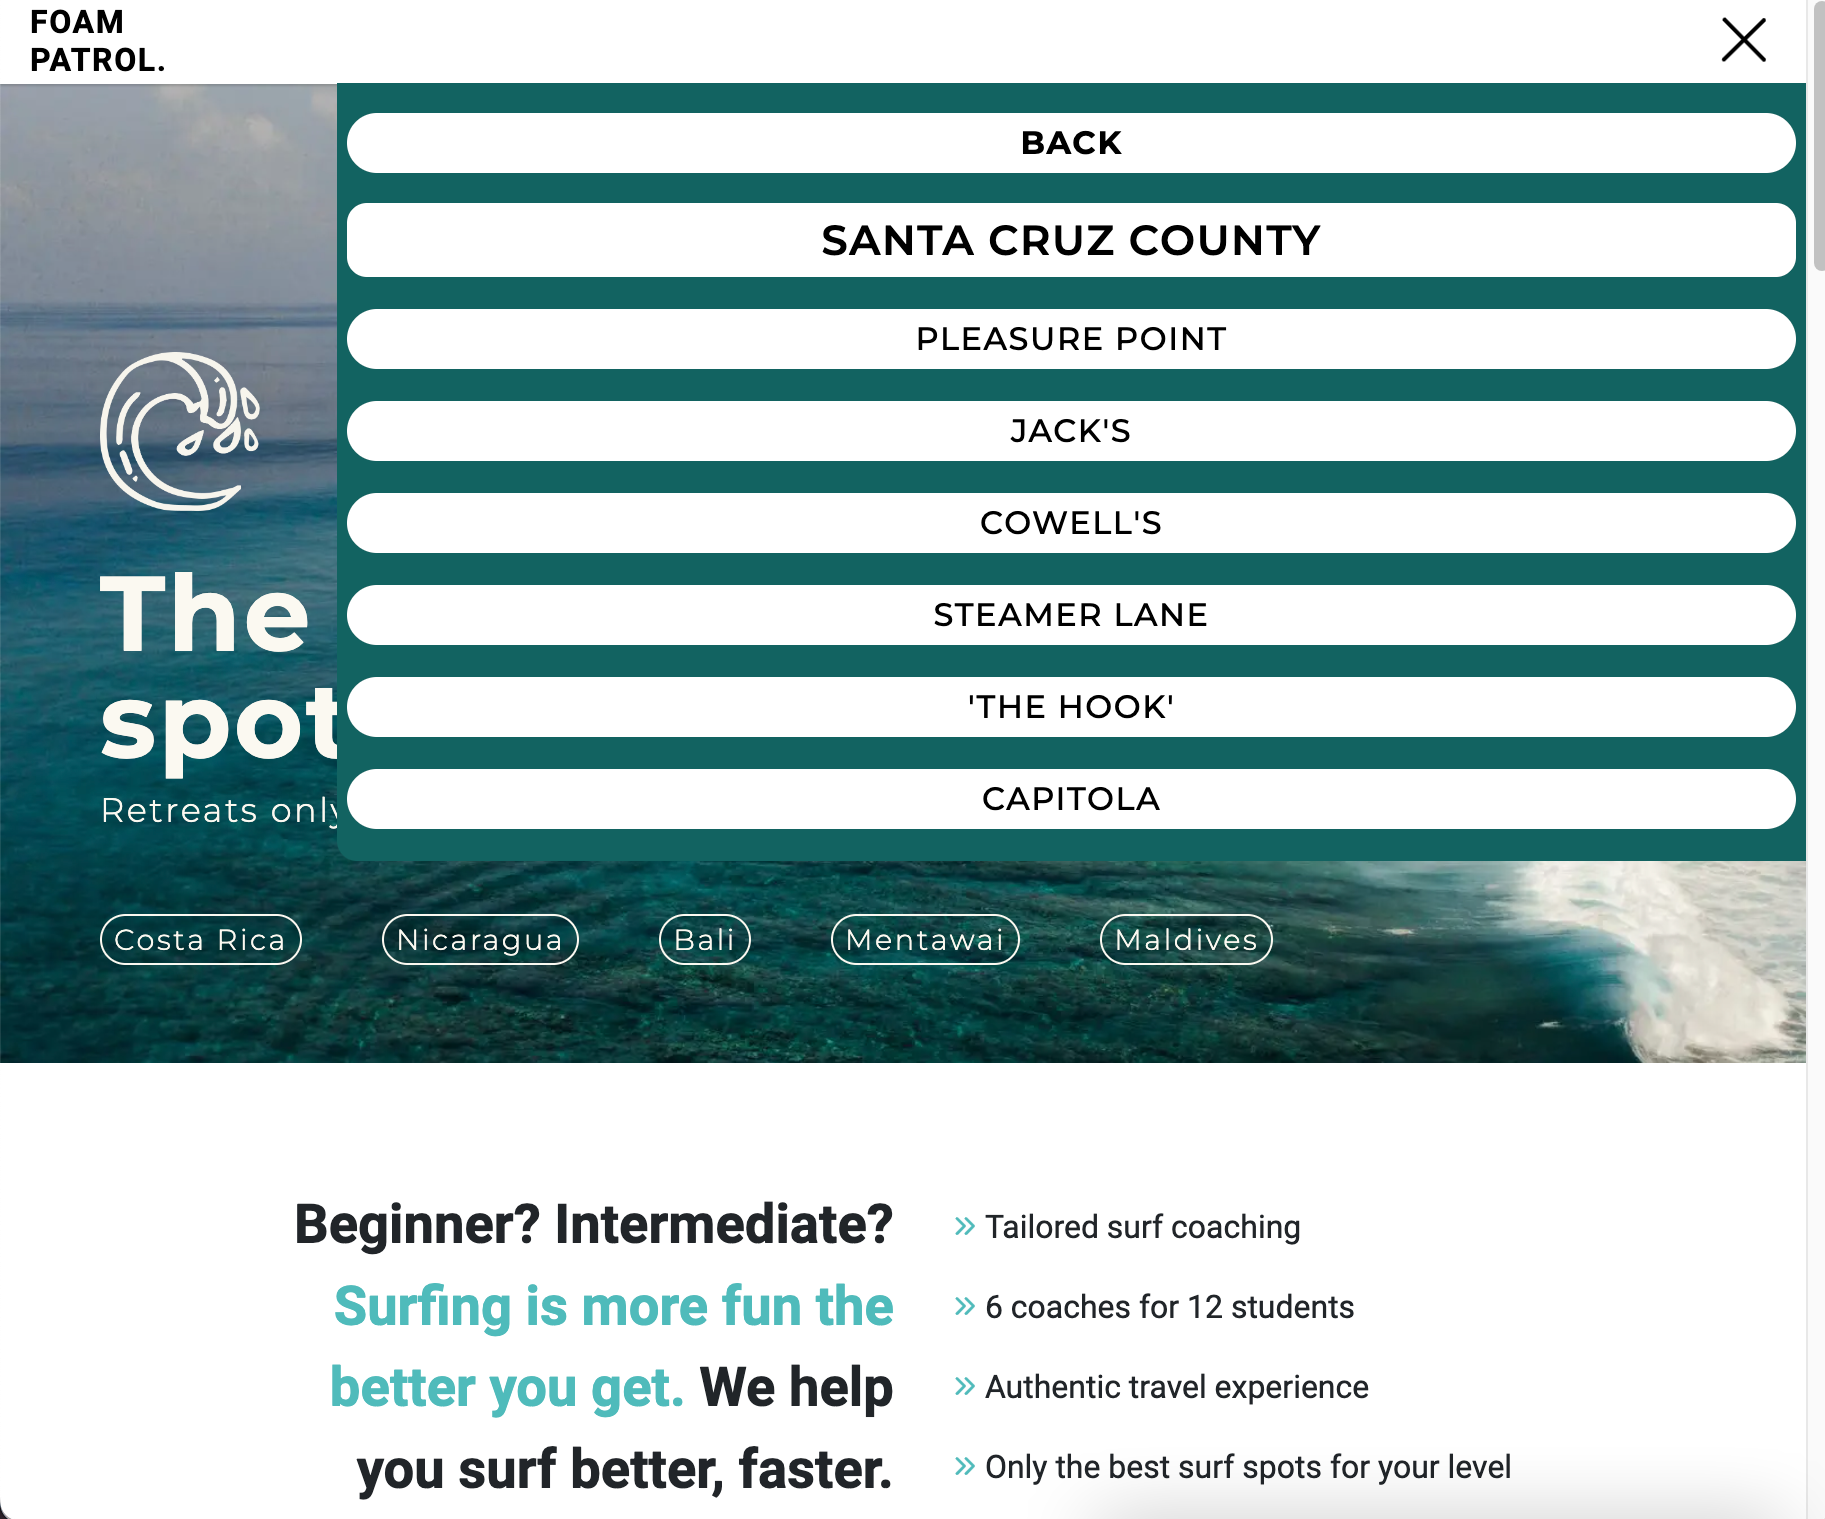 FOAM
PATROL.
BACK
SANTA CRUZ COUNTY
PLEASURE POINT
JACK'S
COWELL'S
STEAMER LANE
'THE HOOK'
CAPITOLA
The
spot
Retreats only
Costa Rica
Nicaragua
Bali
Mentawai
Maldives
Beginner? Intermediate?
Surfing is more fun the
better you get. We help
you surf better, faster.
Tailored surf coaching
6 coaches for 12 students
Authentic travel experience
Only the best surf spots for your level